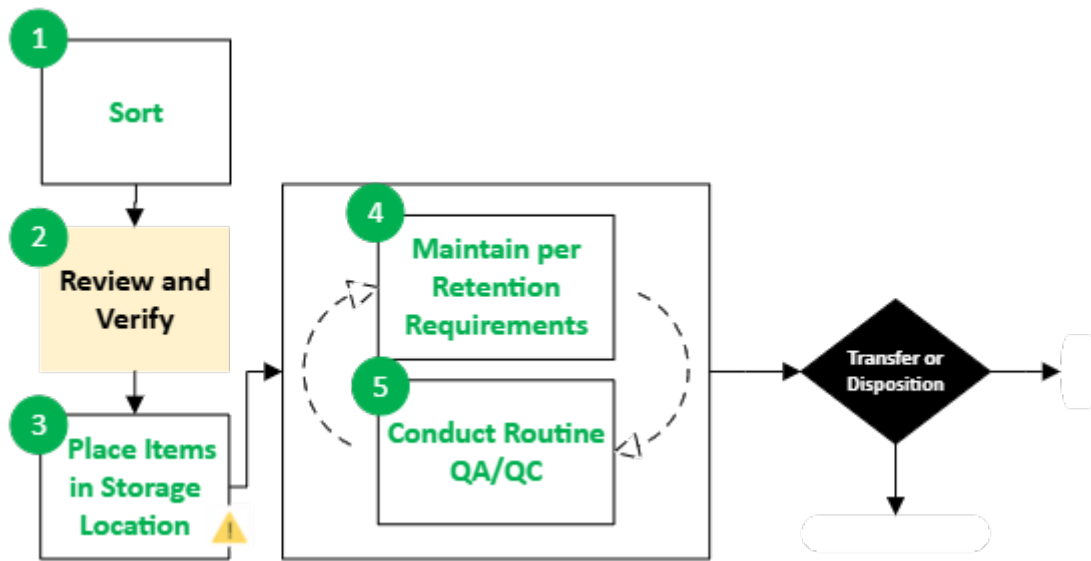 1
Sort
2
Review and
Verify
3
Place Items
in Storage
Location
4
Maintain per
Retention
Requirements
5
Conduct Routine
QA/QC
Transfer or
Disposition